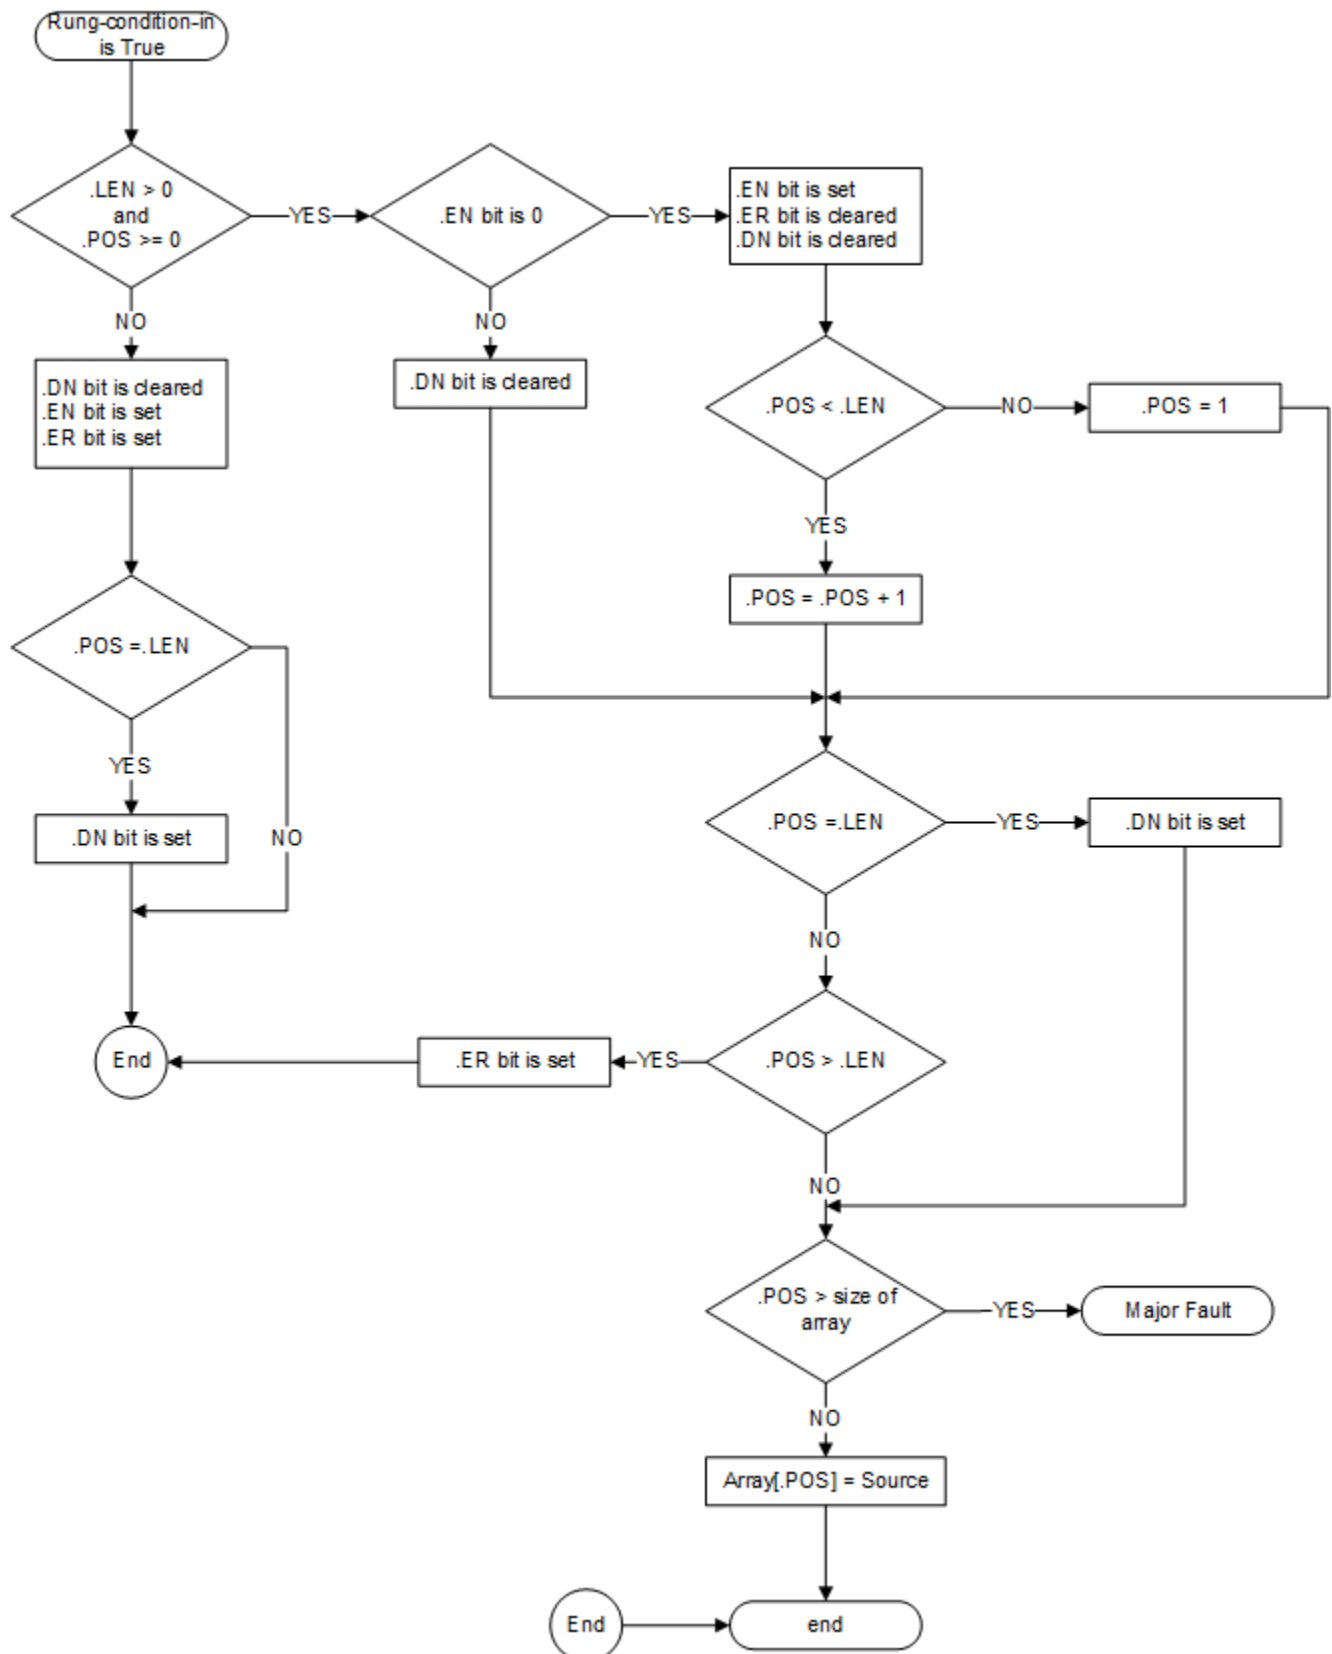 Rung-condition-in
is True
.LEN > 0
and
.POS >= 0
YES
.EN bit is 0
YES
.EN bit is set
.ER bit is cleared
.DN bit is cleared
NO
NO
.DN bit is cleared
.EN bit is set
.ER bit is set
.DN bit is cleared
.POS < .LEN
NO
.POS = 1
YES
.POS = .POS + 1
.POS =.LEN
YES
.DN bit is set
NO
.POS =.LEN
YES
.DN bit is set
NO
End
.ER bit is set
YES
.POS > .LEN
NO
.POS > size of
array
YES
Major Fault
NO
Array[.POS] = Source
End
end